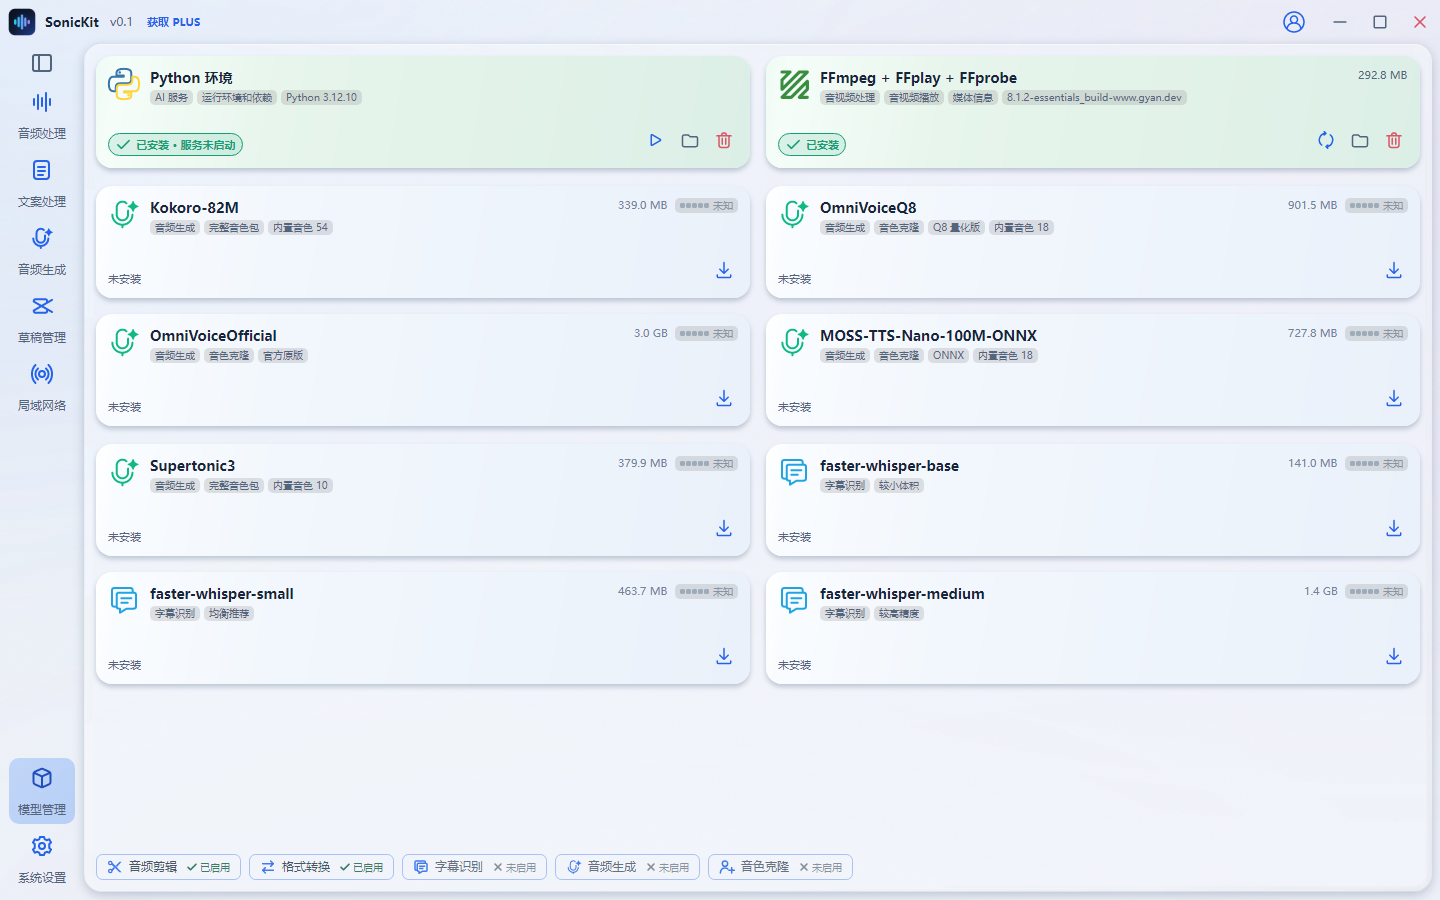 SonicKit v0.1 获取 PLUS
音频处理
文案处理
音频生成
草稿管理
局域网络
模型管理
系统设置
Python 环境
AI 服务 运行环境和依赖 Python 3.12.10
已安装 • 服务未启动
FFmpeg + FFplay + FFprobe 292.8 MB
音视频处理 音视频播放 媒体信息 8.1.2-essentials_build-www.gyan.dev
已安装
Kokoro-82M 339.0 MB 未知
音频生成 完整音色包 内置音色 54
未安装
OmniVoiceQ8 901.5 MB 未知
音频生成 音色克隆 Q8 量化版 内置音色 18
未安装
OmniVoiceOfficial 3.0 GB 未知
音频生成 音色克隆 官方原版
未安装
MOSS-TTS-Nano-100M-ONNX 727.8 MB 未知
音频生成 音色克隆 ONNX 内置音色 18
未安装
Supertonic3 379.9 MB 未知
音频生成 完整音色包 内置音色 10
未安装
faster-whisper-base 141.0 MB 未知
字幕识别 较小体积
未安装
faster-whisper-small 463.7 MB 未知
字幕识别 均衡推荐
未安装
faster-whisper-medium 1.4 GB 未知
字幕识别 较高精度
未安装
音频剪辑 已启用 格式转换 已启用 字幕识别 未启用 音频生成 未启用 音色克隆 未启用